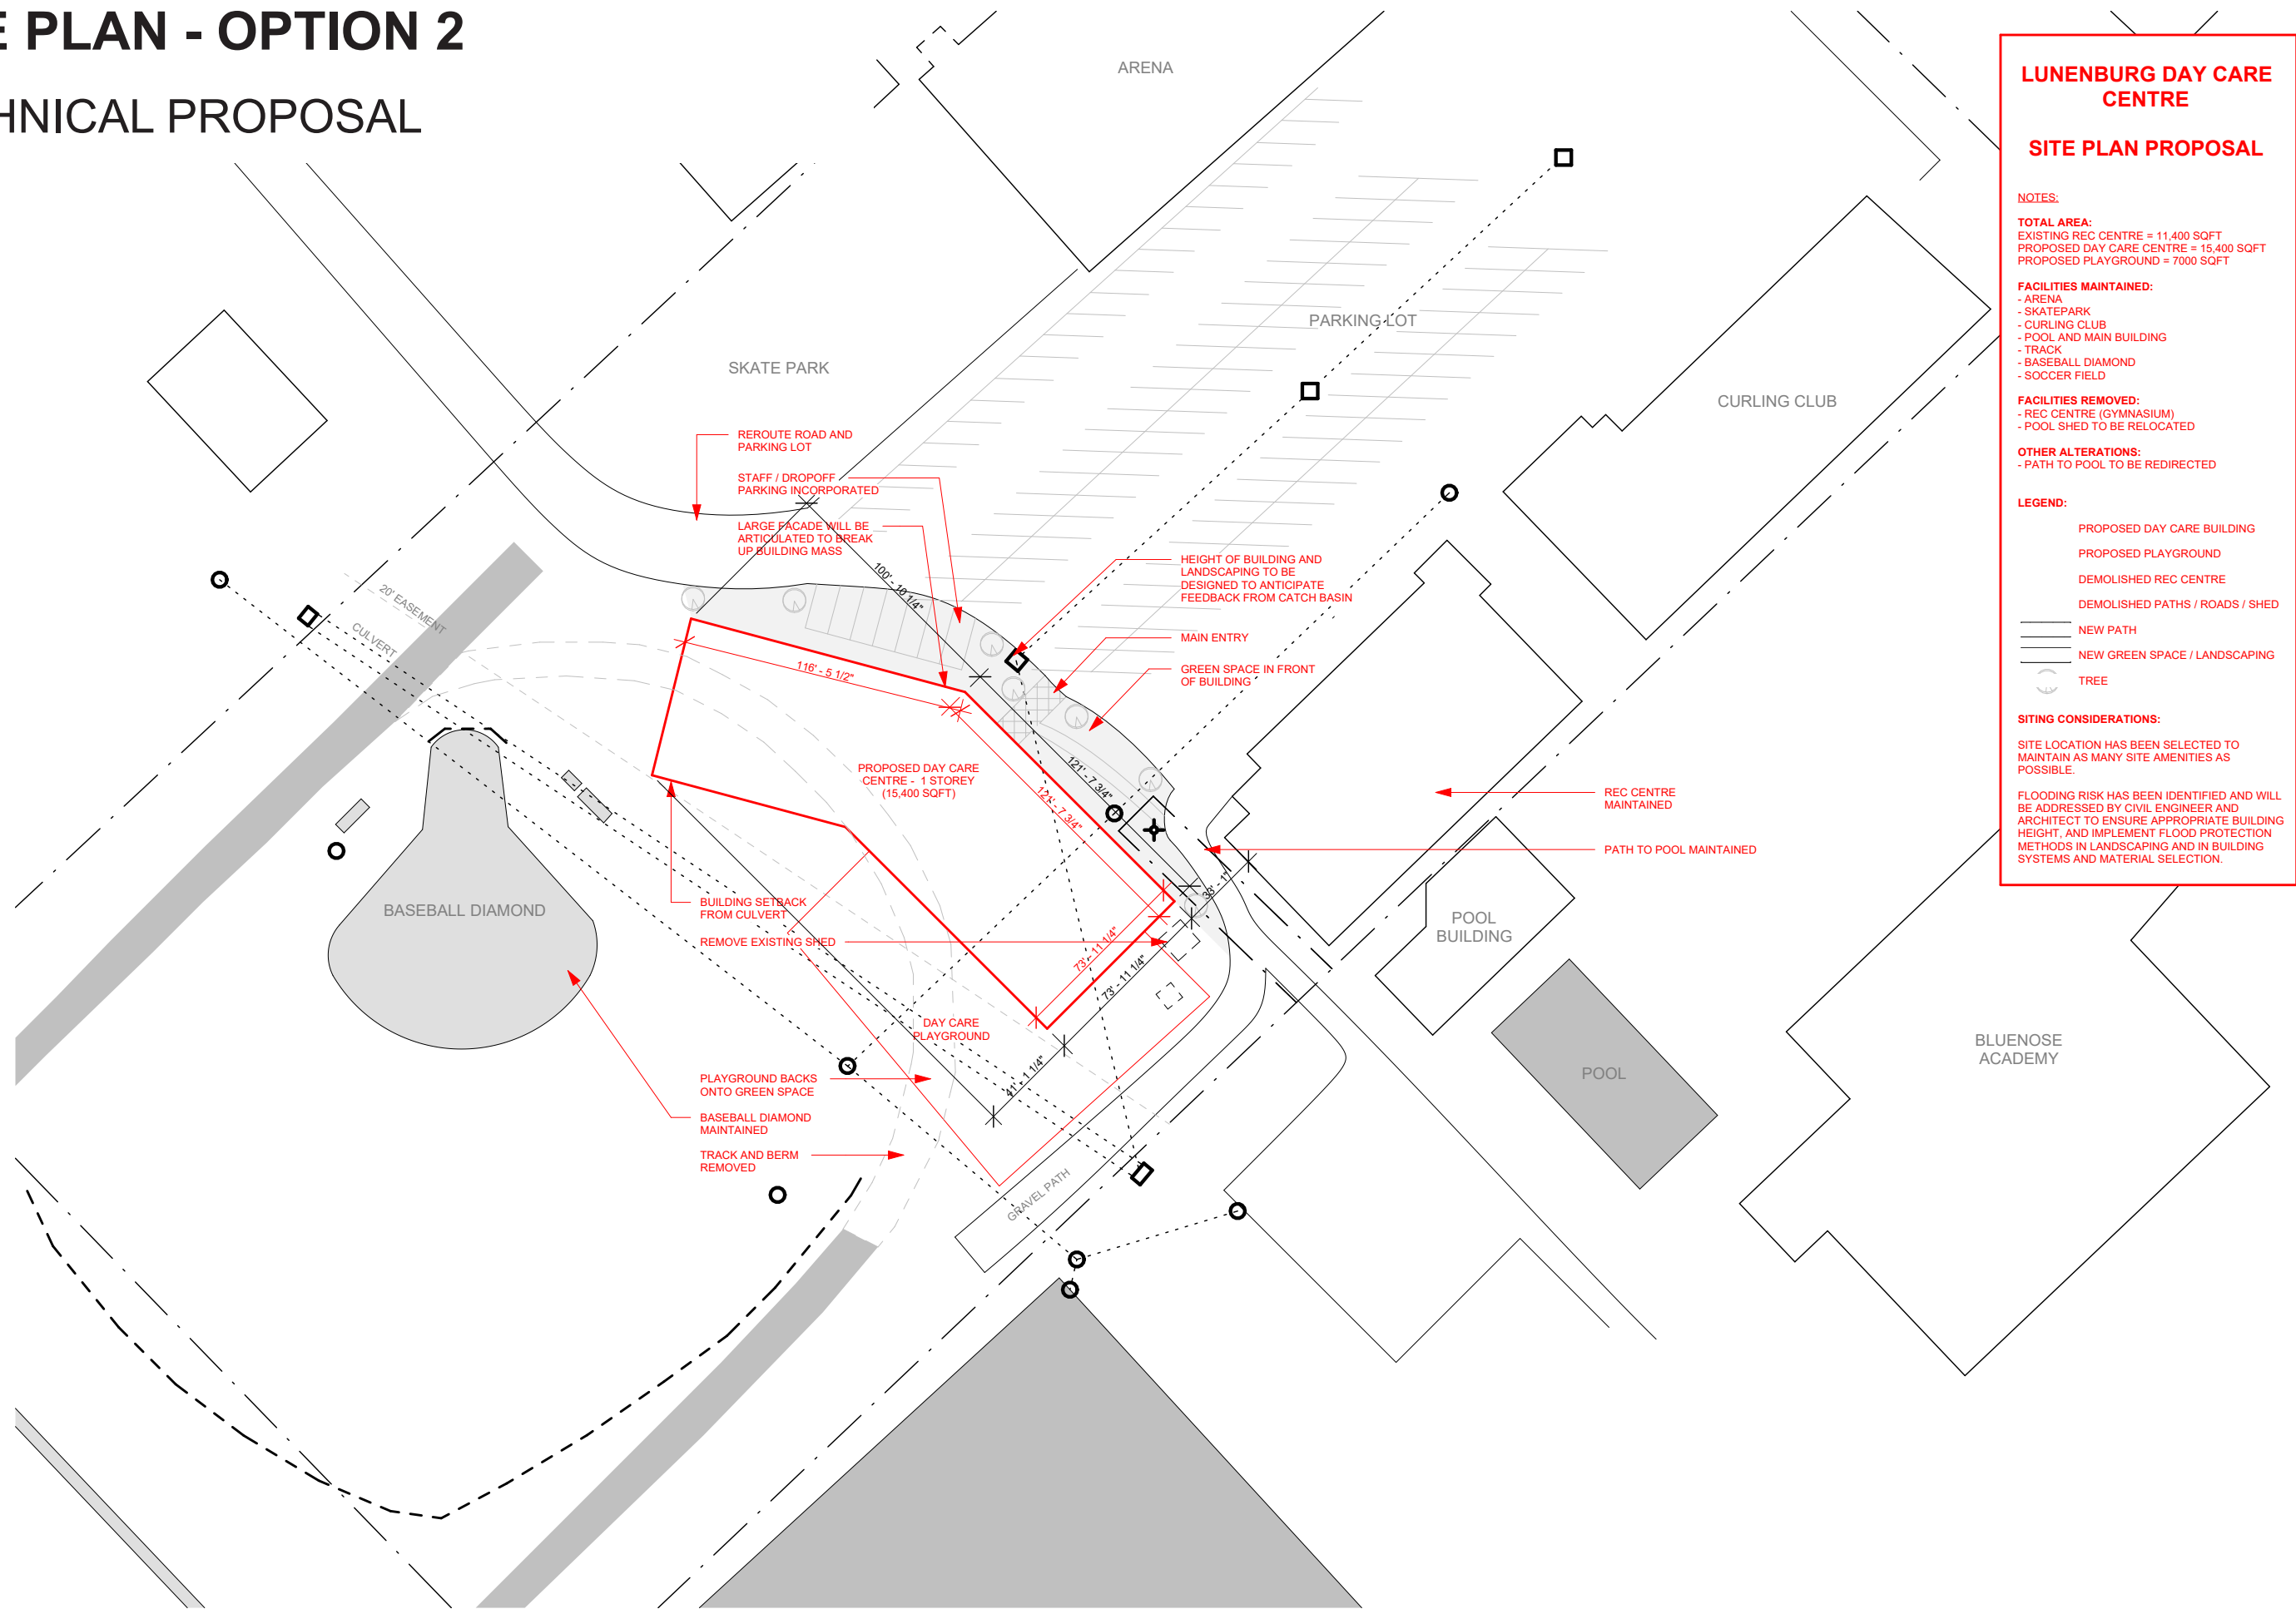 E PLAN - OPTION 2
HNICAL PROPOSAL
ARENA
SKATE PARK
PARKING LOT
CURLING CLUB
REROUTE ROAD AND
PARKING LOT
STAFF / DROPOFF
PARKING INCORPORATED
LARGE FACADE WILL BE
ARTICULATED TO BREAK
UP BUILDING MASS
100' - 10 1/4"
HEIGHT OF BUILDING AND
LANDSCAPING TO BE
DESIGNED TO ANTICIPATE
FEEDBACK FROM CATCH BASIN
MAIN ENTRY
GREEN SPACE IN FRONT
OF BUILDING
20' EASEMENT
CULVERT
116' - 5 1/2"
PROPOSED DAY CARE
CENTRE - 1 STOREY
(15,400 SQFT)
121' - 7 3/4"
121' - 7 3/4"
REC CENTRE
MAINTAINED
PATH TO POOL MAINTAINED
33' - 1"
BASEBALL DIAMOND
BUILDING SETBACK
FROM CULVERT
REMOVE EXISTING SHED
73' - 11 1/4"
73' - 11 1/4"
POOL
BUILDING
DAY CARE
PLAYGROUND
41' - 1 1/4"
PLAYGROUND BACKS
ONTO GREEN SPACE
BASEBALL DIAMOND
MAINTAINED
TRACK AND BERM
REMOVED
GRAVEL PATH
POOL
BLUENOSE
ACADEMY
LUNENBURG DAY CARE
CENTRE
SITE PLAN PROPOSAL
NOTES:
TOTAL AREA:
EXISTING REC CENTRE = 11,400 SQFT
PROPOSED DAY CARE CENTRE = 15,400 SQFT
PROPOSED PLAYGROUND = 7000 SQFT
FACILITIES MAINTAINED:
- ARENA
- SKATEPARK
- CURLING CLUB
- POOL AND MAIN BUILDING
- TRACK
- BASEBALL DIAMOND
- SOCCER FIELD
FACILITIES REMOVED:
- REC CENTRE (GYMNASIUM)
- POOL SHED TO BE RELOCATED
OTHER ALTERATIONS:
- PATH TO POOL TO BE REDIRECTED
LEGEND:
PROPOSED DAY CARE BUILDING
PROPOSED PLAYGROUND
DEMOLISHED REC CENTRE
DEMOLISHED PATHS / ROADS / SHED
NEW PATH
NEW GREEN SPACE / LANDSCAPING
TREE
SITING CONSIDERATIONS:
SITE LOCATION HAS BEEN SELECTED TO
MAINTAIN AS MANY SITE AMENITIES AS
POSSIBLE.
FLOODING RISK HAS BEEN IDENTIFIED AND WILL
BE ADDRESSED BY CIVIL ENGINEER AND
ARCHITECT TO ENSURE APPROPRIATE BUILDING
HEIGHT, AND IMPLEMENT FLOOD PROTECTION
METHODS IN LANDSCAPING AND IN BUILDING
SYSTEMS AND MATERIAL SELECTION.